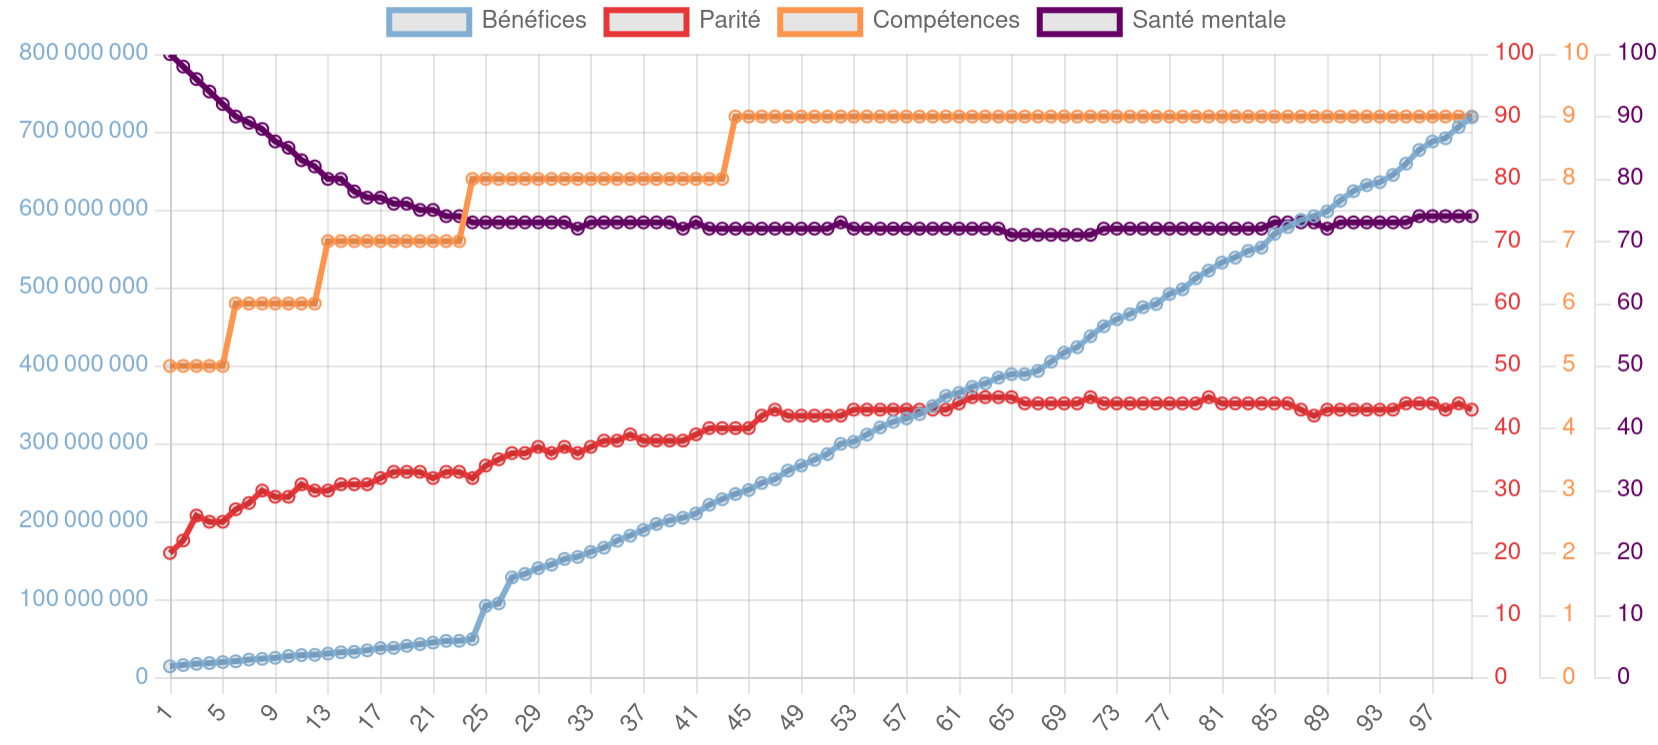 Bénéfices Parité Compétences Santé mentale
800 000 000 100 10 100
700 000 000 90 9 90
80 8 80
600 000 000 70 7 70
500 000 000 60 6 60
400 000 000 50 5 50
300 000 000 40 4 40
200 000 000 30 3 30
20 2 20
100 000 000 10 1 10
0 0 0 0
1 5 9 13 17 21 25 29 33 37 41 45 49 53 57 61 65 69 73 77 81 85 89 93 97